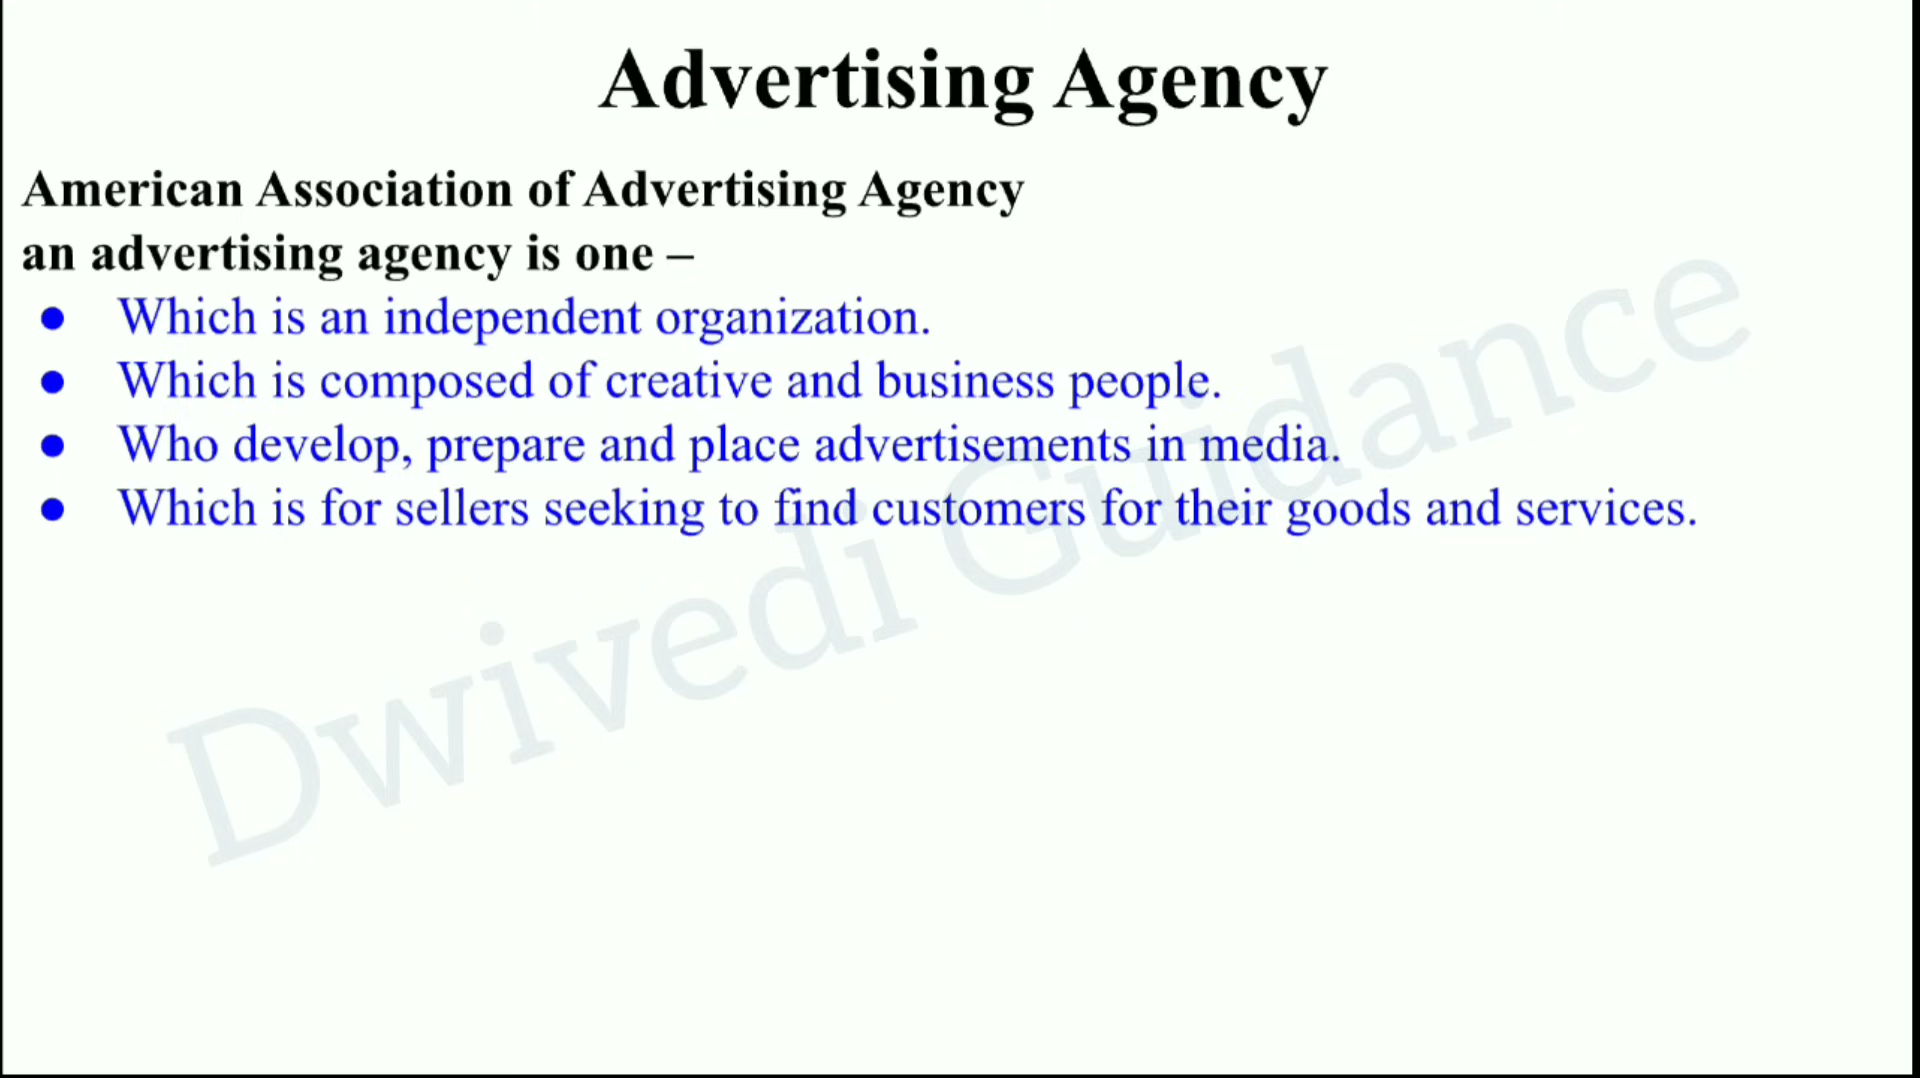 Advertising Agency
American Association of Advertising Agency
an advertising agency is one –
● Which is an independent organization.
● Which is composed of creative and business people.
● Who develop, prepare and place advertisements in media.
● Which is for sellers seeking to find customers for their goods and services.
Dwivedi Guidance